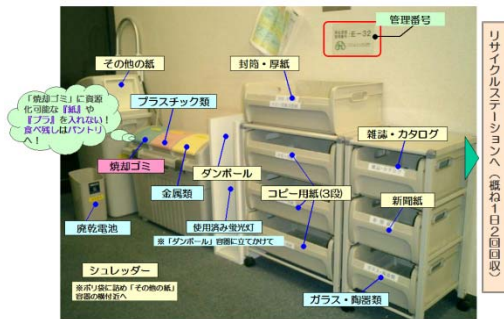 管理番号
E-32
その他の紙
封筒・厚紙
「焼却ゴミ」に資源
化可能な『紙』や
『プラ』を入れない！
食べ残しはパントリ
へ！
プラスチック類
雑誌・カタログ
焼却ゴミ
金属類
ダンボール
コピー用紙(3段)
新聞紙
廃乾電池
使用済み蛍光灯
※「ダンボール」容器に立てかけて
シュレッダー
※ポリ袋に詰め「その他の紙」
容器の横付近へ
ガラス・陶器類
リサイクルステーションへ（概ね1日2回回収）